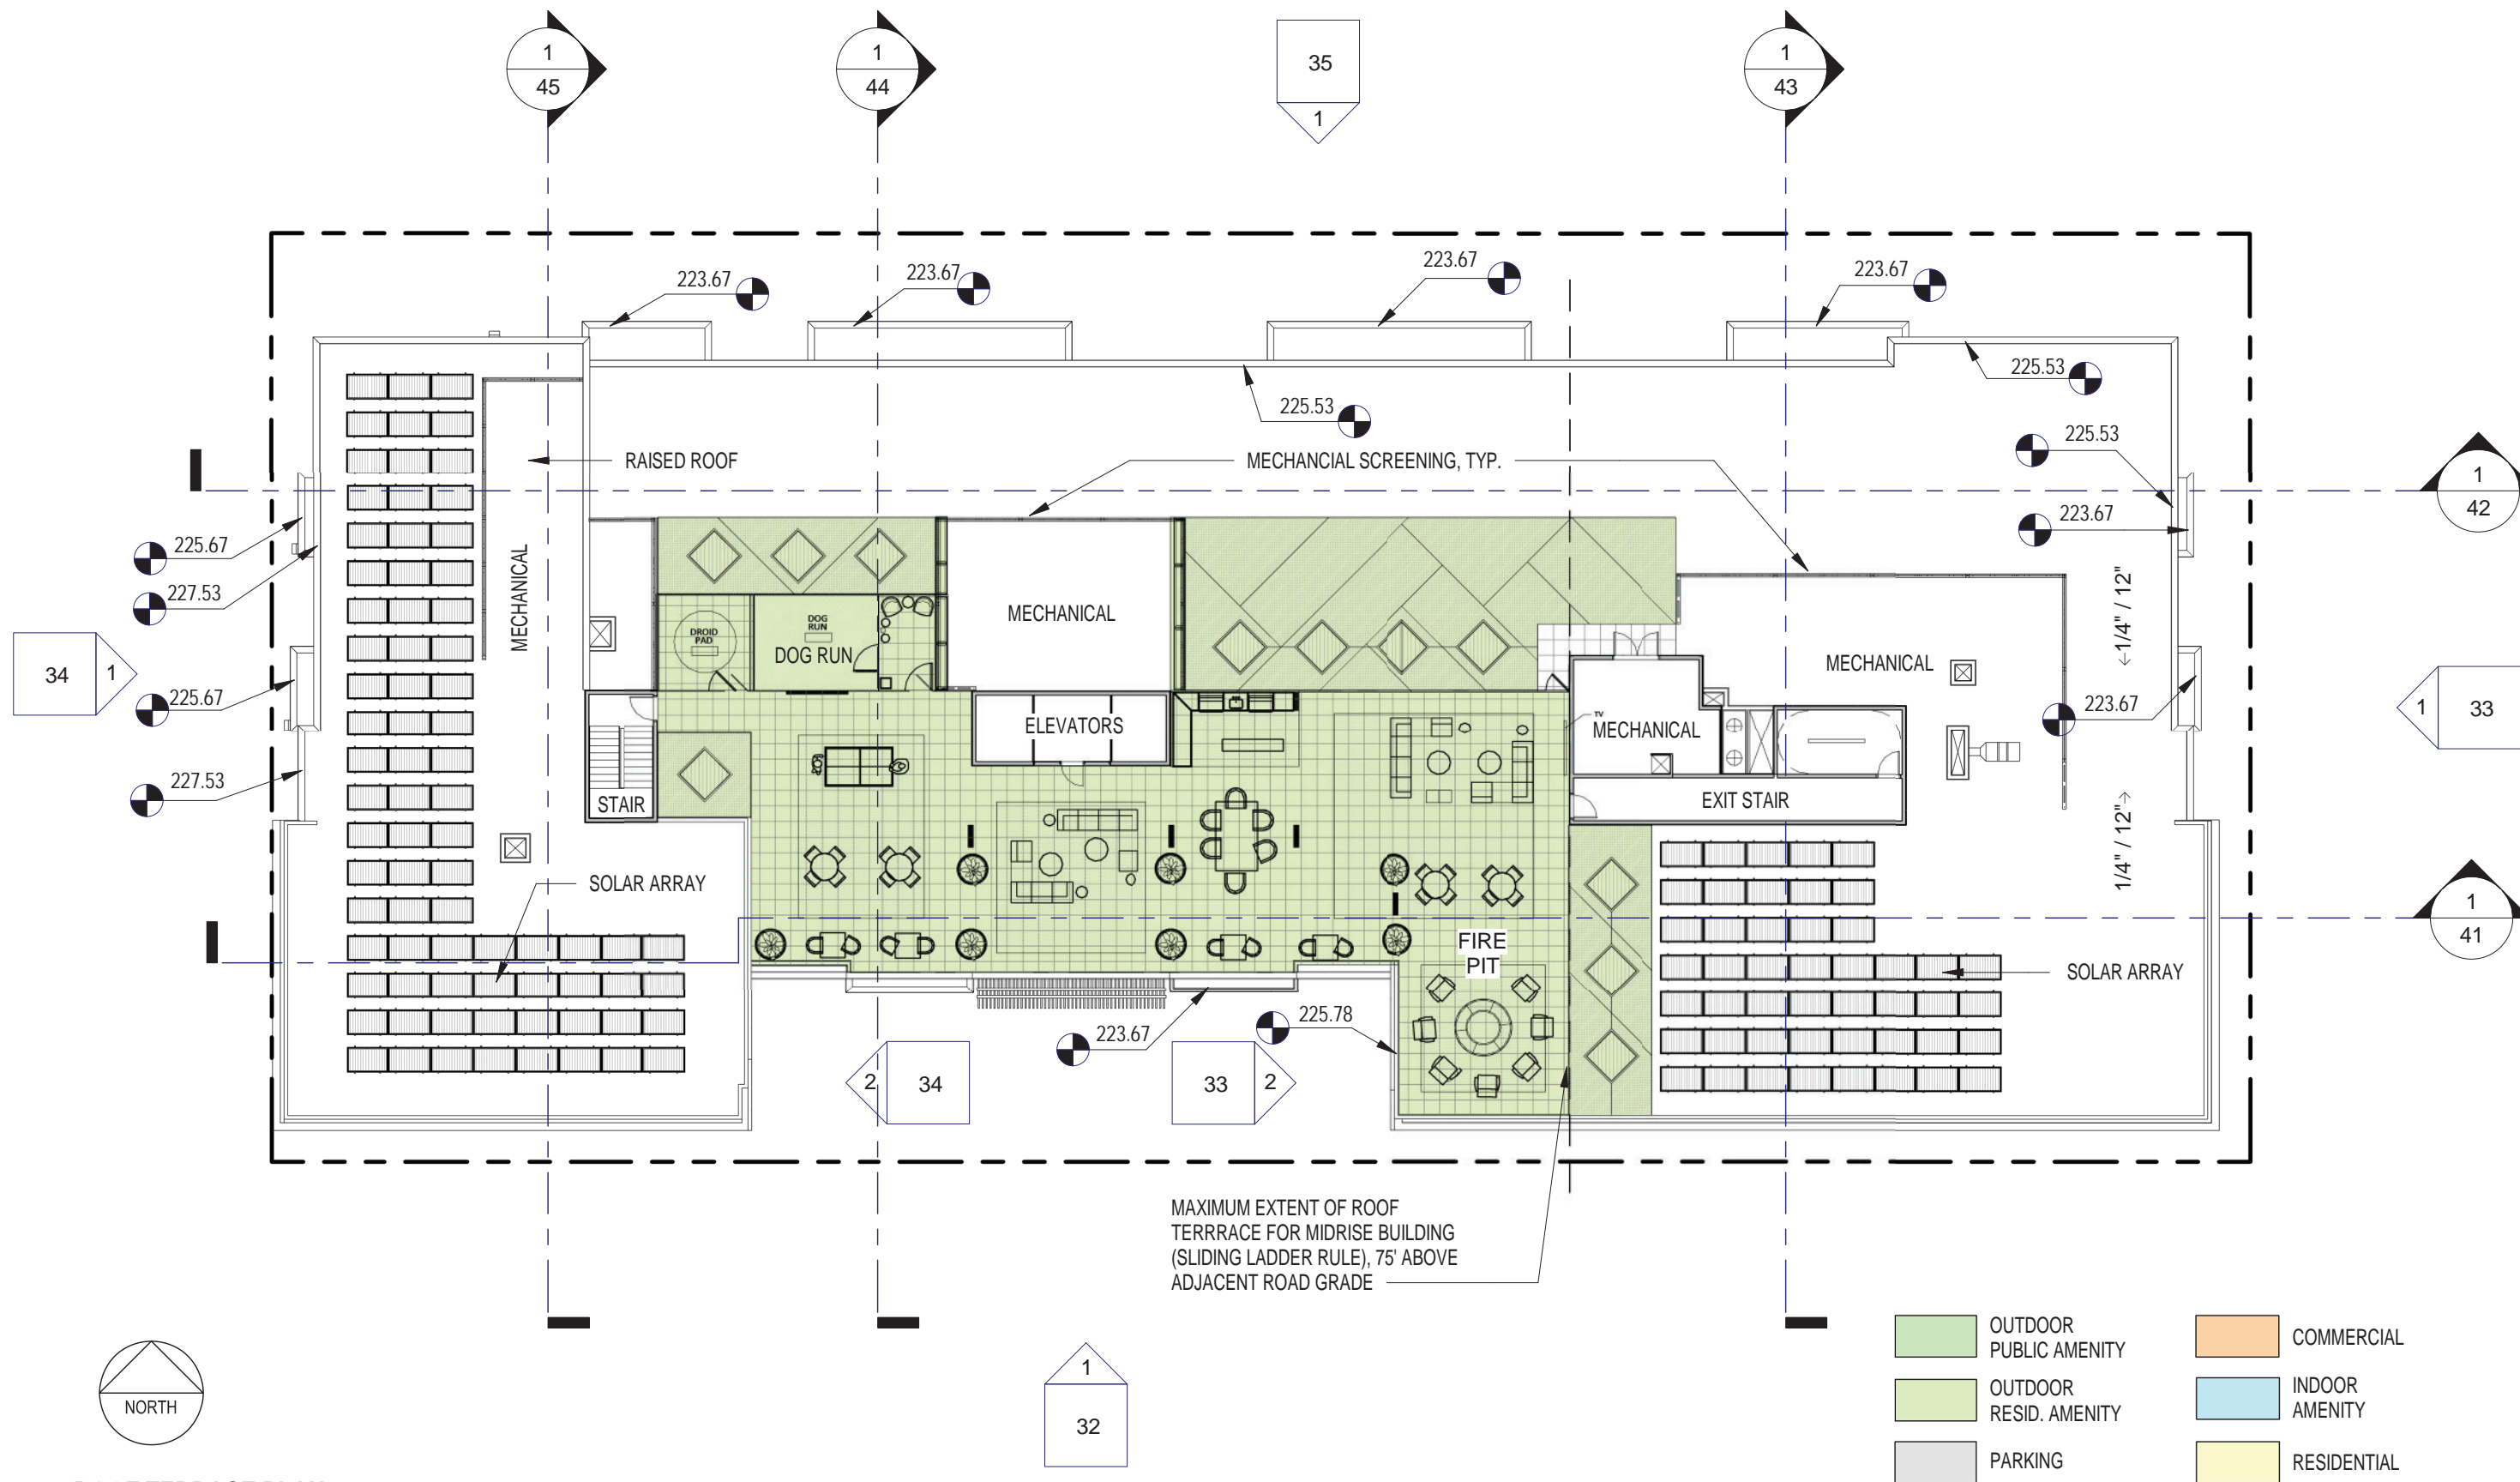 1
45
1
44
35
1
1
43
223.67
223.67
223.67
223.67
225.53
225.53
225.53
RAISED ROOF
MECHANCIAL SCREENING, TYP.
1
42
223.67
225.67
227.53
MECHANICAL
DROID
PAD
DOG
RUN
DOG RUN
MECHANICAL
←1/4" / 12"
34
1
MECHANICAL
1
33
225.67
223.67
ELEVATORS
TV
MECHANICAL
227.53
STAIR
EXIT STAIR
1/4" / 12"→
SOLAR ARRAY
1
41
FIRE
PIT
SOLAR ARRAY
225.78
223.67
2
34
33
2
MAXIMUM EXTENT OF ROOF
TERRRACE FOR MIDRISE BUILDING
(SLIDING LADDER RULE), 75' ABOVE
ADJACENT ROAD GRADE
1
32
NORTH
OUTDOOR
PUBLIC AMENITY
COMMERCIAL
OUTDOOR
RESID. AMENITY
INDOOR
AMENITY
PARKING
RESIDENTIAL